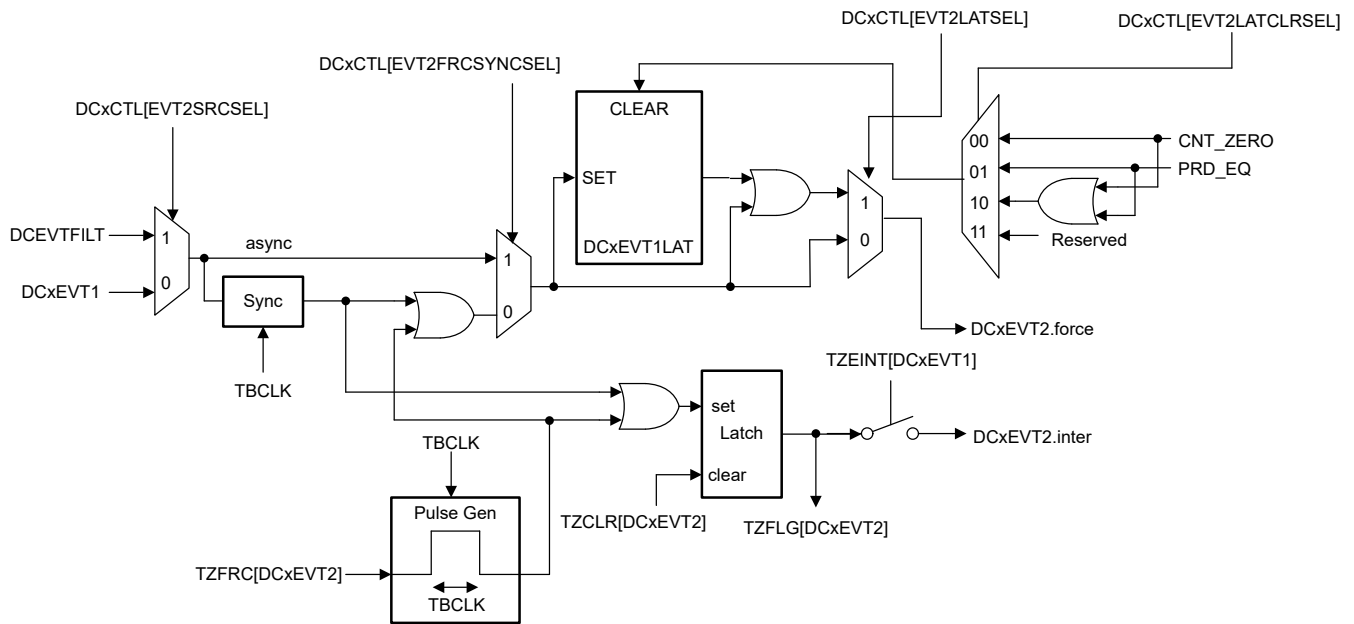 DCxCTL[EVT2LATSEL]
DCxCTL[EVT2LATCLRSEL]
DCxCTL[EVT2FRCSYNCSEL]
DCxCTL[EVT2SRCSEL]
CLEAR
00
CNT_ZERO
01
PRD_EQ
SET
1
10
DCEVTFILT
1
async
DCxEVT1LAT
0
11
Reserved
1
DCxEVT1
0
Sync
0
DCxEVT2.force
TZEINT[DCxEVT1]
TBCLK
set
Latch
DCxEVT2.inter
TBCLK
clear
Pulse Gen
TZCLR[DCxEVT2]
TZFLG[DCxEVT2]
TZFRC[DCxEVT2]
TBCLK